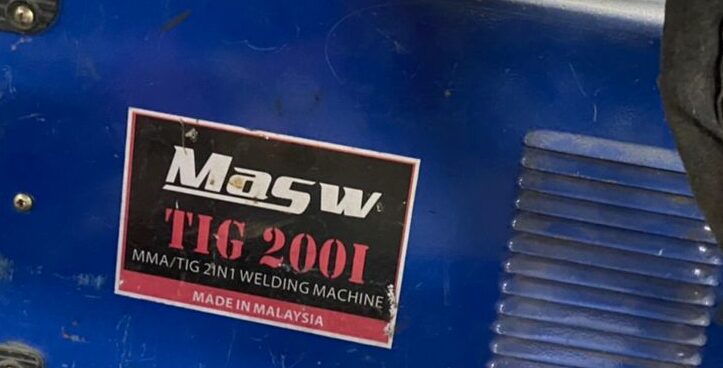 Masw
TIG 200I
MMA/TIG 2IN1 WELDING MACHINE
MADE IN MALAYSIA